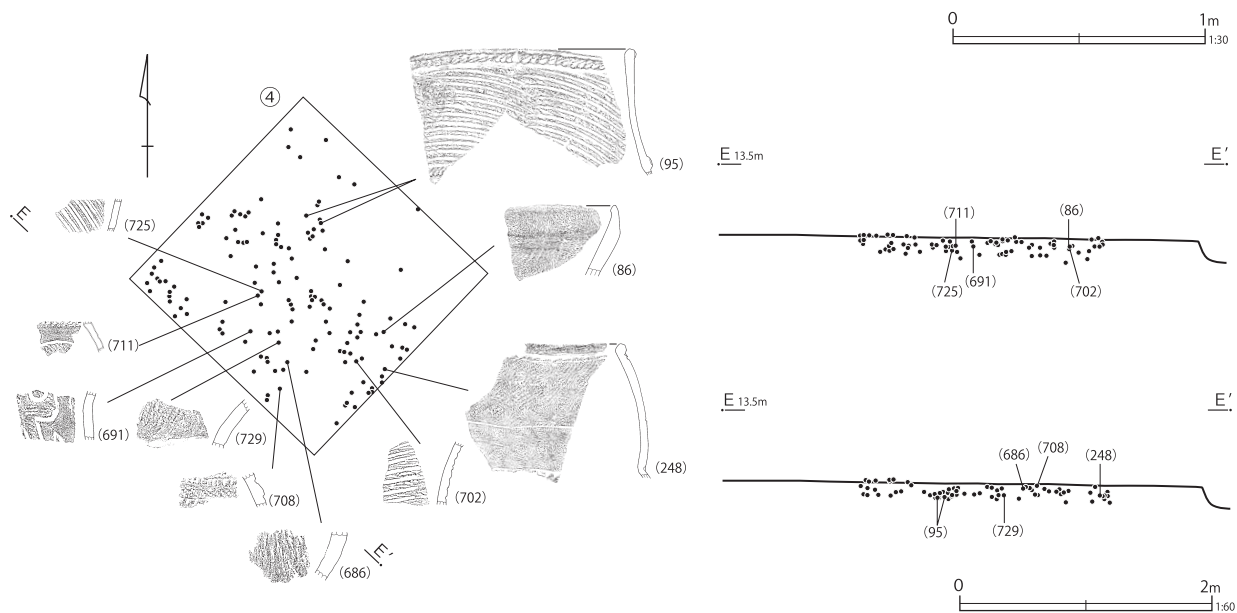 ④
(95)
E
(725)
(86)
(711)
(691)
(729)
(248)
(708)
(702)
(686)
E'
0 1m
1:30
E 13.5m E'
(711) (86)
(725) (691) (702)
E 13.5m E'
(686) (708) (248)
(95) (729)
0 2m
1:60